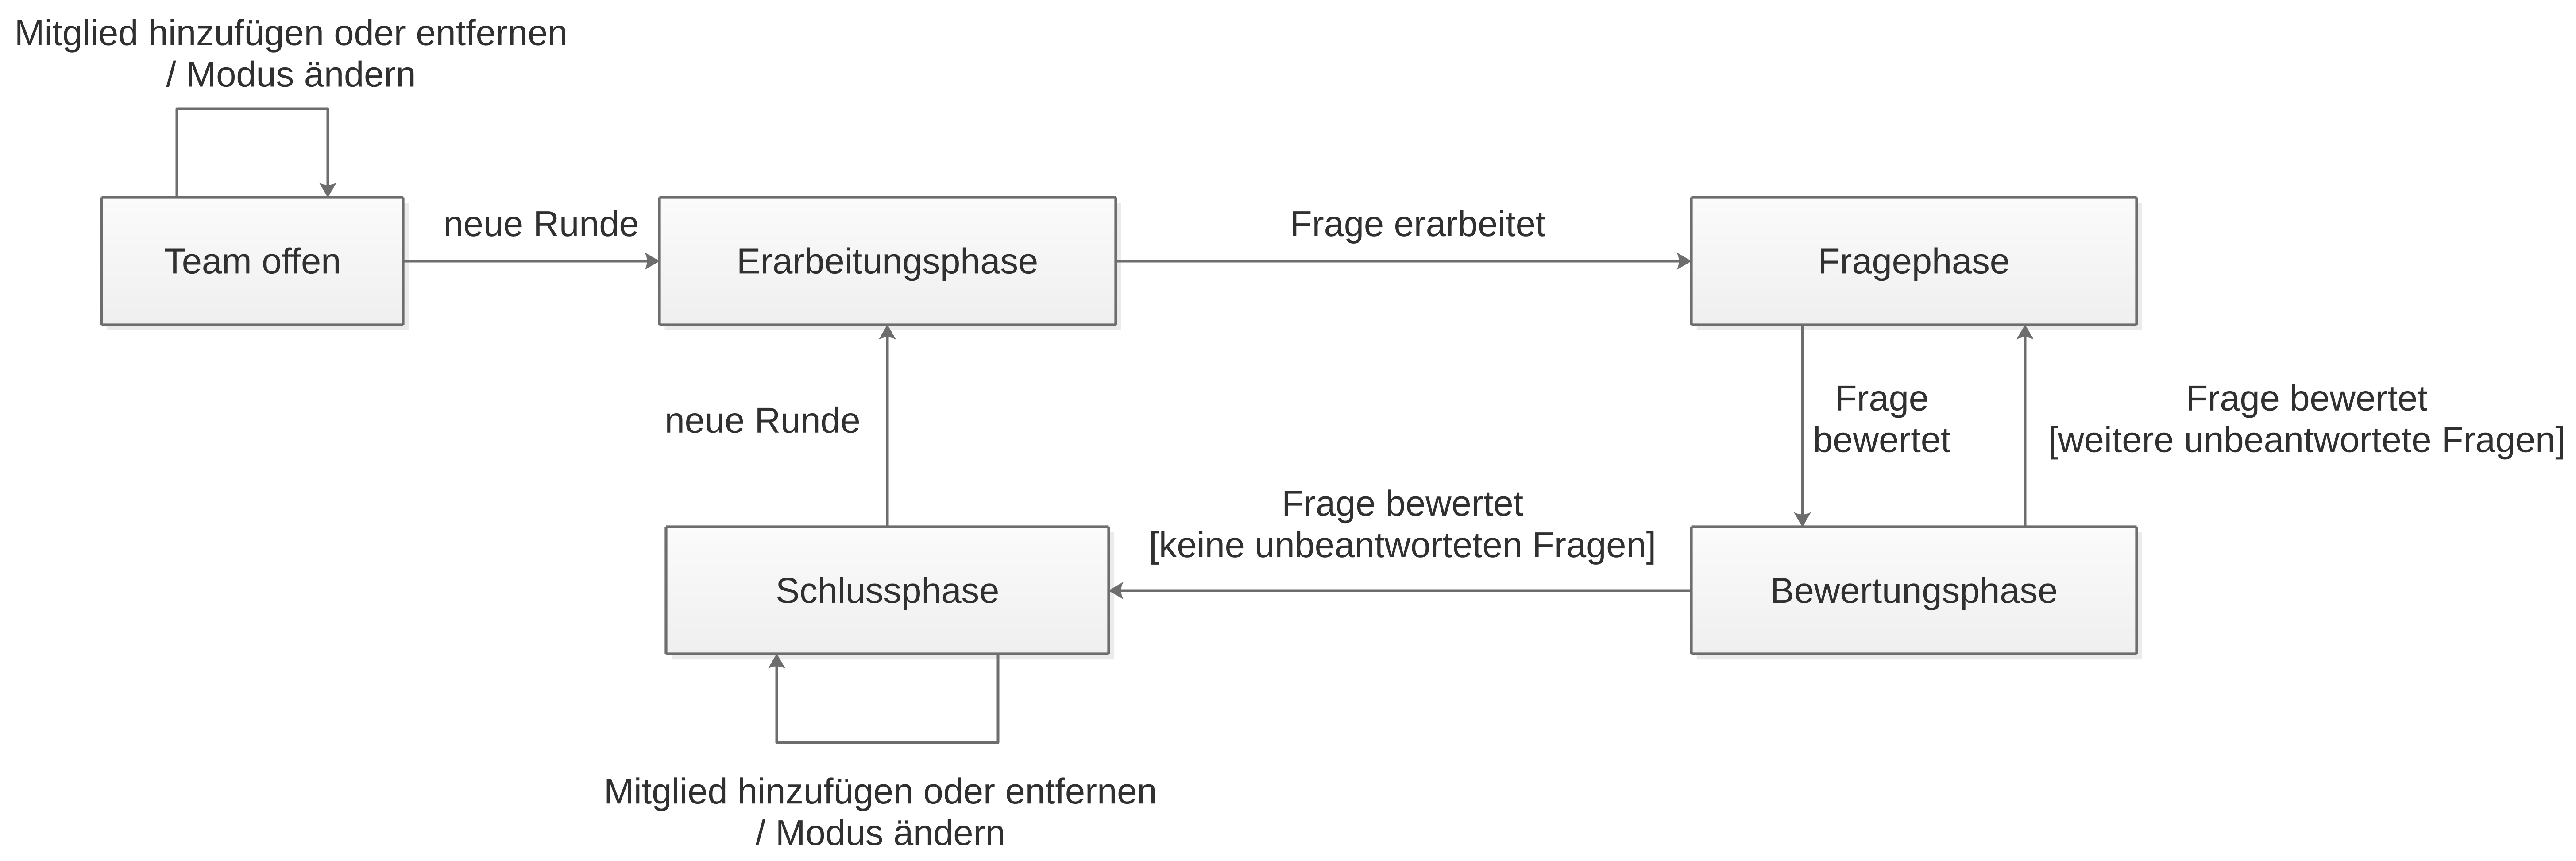 Mitglied hinzufügen oder entfernen
/ Modus ändern
Team offen
neue Runde
Erarbeitungsphase
Frage erarbeitet
Fragephase
neue Runde
Frage
bewertet
Frage bewertet
[weitere unbeantwortete Fragen]
Frage bewertet
[keine unbeantworteten Fragen]
Schlussphase
Bewertungsphase
Mitglied hinzufügen oder entfernen
/ Modus ändern